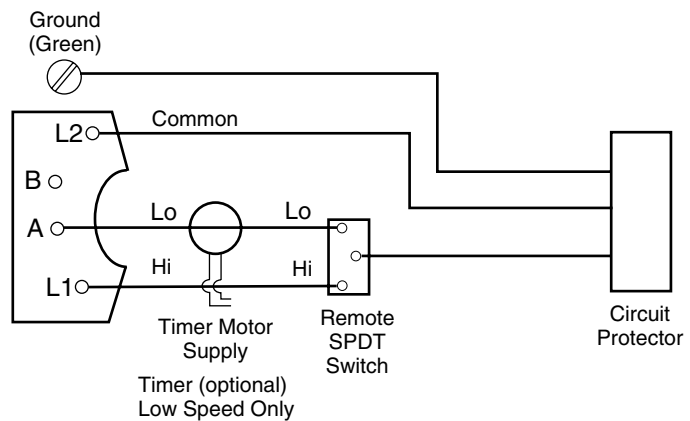 Ground
(Green)
L2
Common
B
A
Lo
Lo
L1
Hi
Hi
Timer Motor
Supply
Timer (optional)
Low Speed Only
Remote
SPDT
Switch
Circuit
Protector